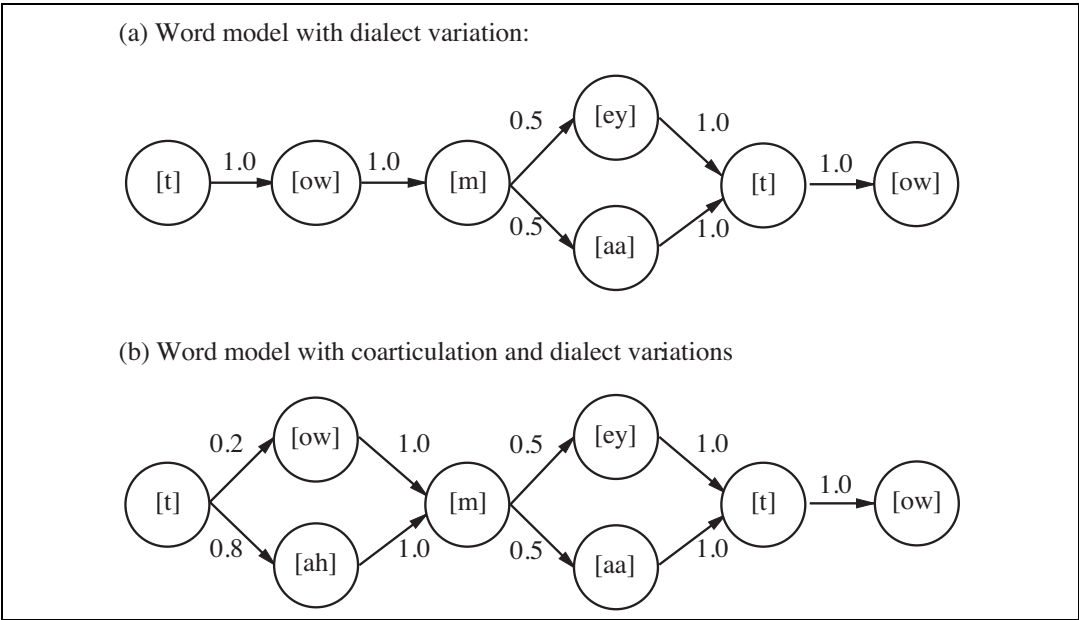 (a) Word model with dialect variation:
0.5 [ey] 1.0
[t] 1.0 [ow] 1.0 [m] [t] 1.0 [ow]
0.5 [aa] 1.0
(b) Word model with coarticulation and dialect variations
0.2 [ow] 1.0 0.5 [ey] 1.0
[t] [m] [t] 1.0 [ow]
0.8 [ah] 1.0 0.5 [aa] 1.0